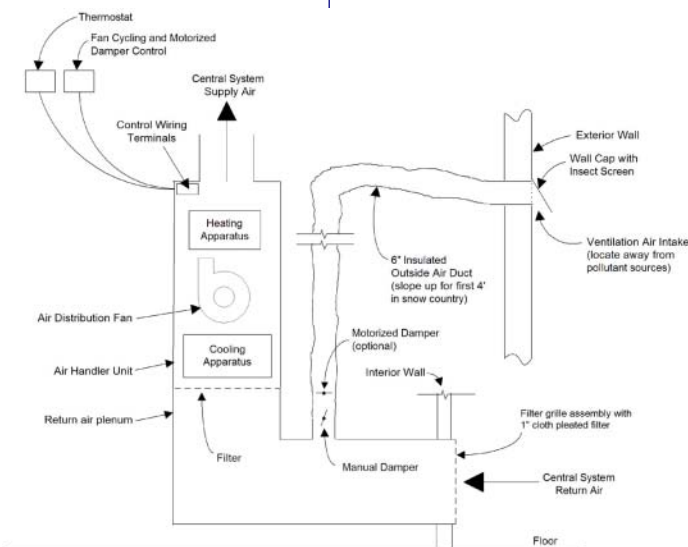 Thermostat
Fan Cycling and Motorized
Damper Control
Central System
Supply Air
Control Wiring
Terminals
Exterior Wall
Wall Cap with
Insect Screen
Heating
Apparatus
Ventilation Air Intake
(locate away from
pollutant sources)
6" Insulated
Outside Air Duct
(slope up for first 4'
in snow country)
Air Distribution Fan
Motorized Damper
(optional)
Cooling
Apparatus
Air Handler Unit
Interior Wall
Return air plenum
Filter grille assembly with
1" cloth pleated filter
Filter
Manual Damper
Central System
Return Air
Floor